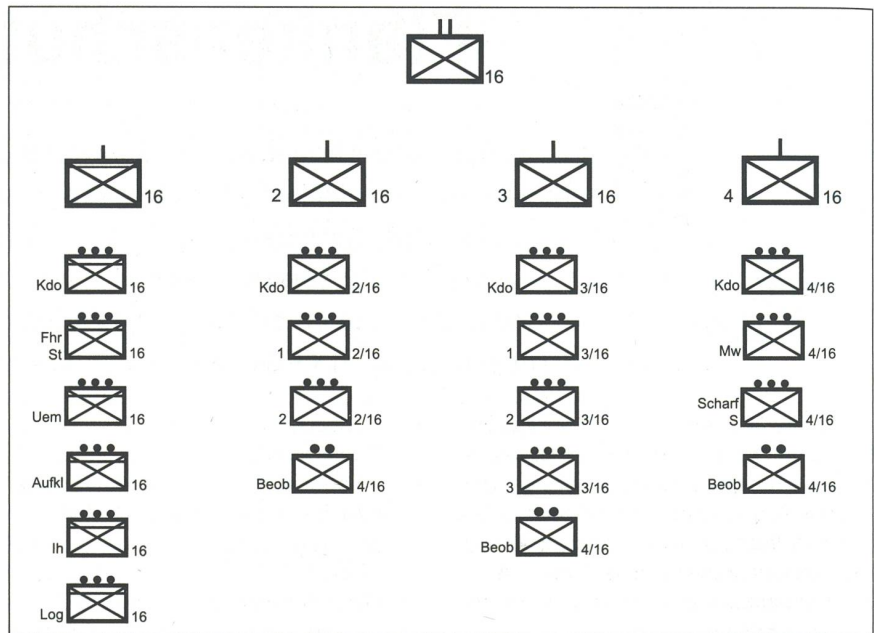 16
16
2 16
3 16
4 16
Kdo 16
Kdo 2/16
Kdo 3/16
Kdo 4/16
Fhr
St 16
1 2/16
1 3/16
Mw 4/16
Uem 16
2 2/16
2 3/16
Scharf
S 4/16
Aufkl 16
Beob 4/16
3 3/16
Beob 4/16
Ih 16
Beob 4/16
Log 16